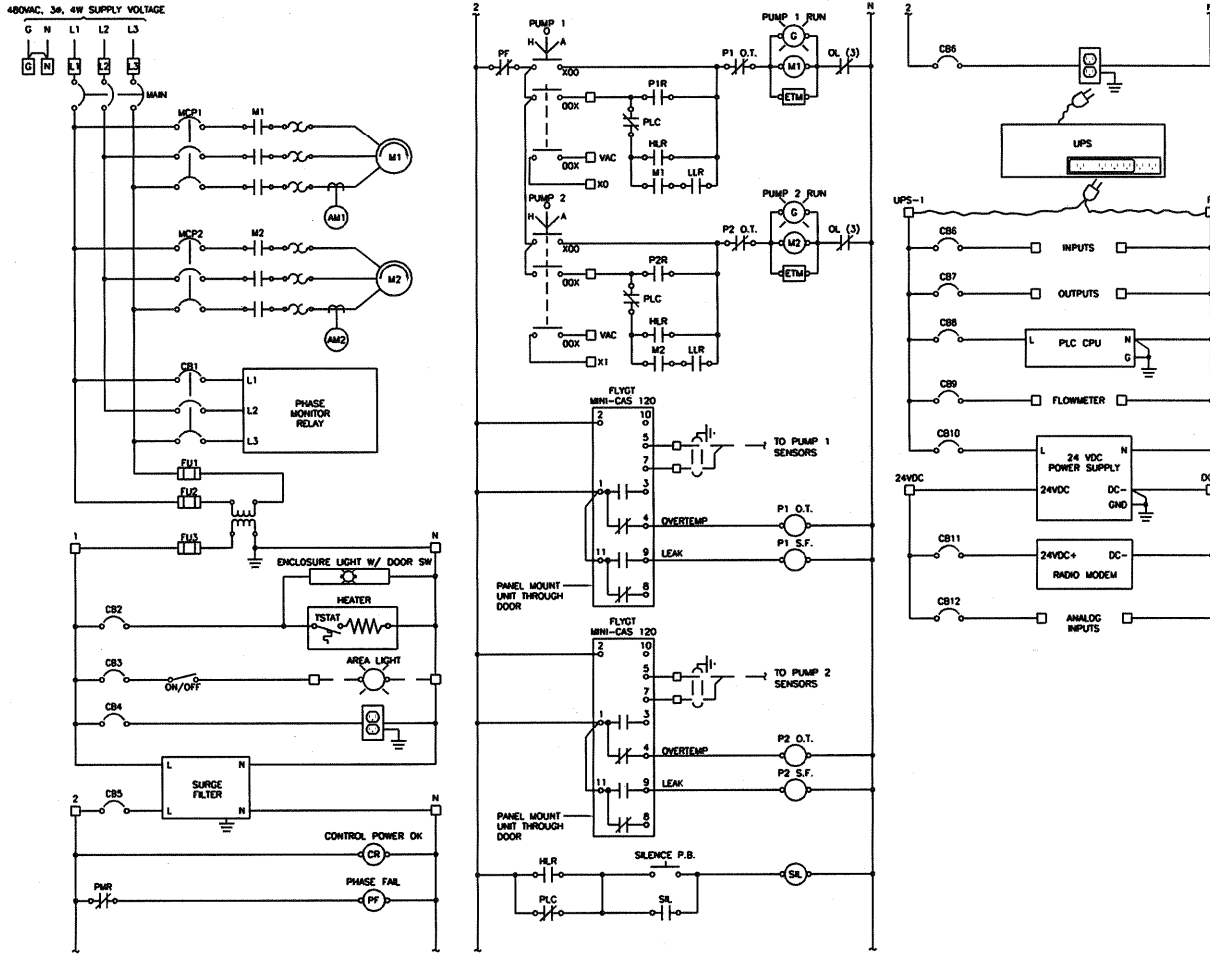 480VAC, 3ø, 4W SUPPLY VOLTAGE
G N L1 L2 L3
G N L1 L2 L3
MAIN
MCP1 M1
M1
AM1
MCP2 M2
M2
AM2
CB1
L1
L2
L3
PHASE
MONITOR
RELAY
FU1
FU2
FU3
1 N
ENCLOSURE LIGHT W/ DOOR SW
CB2
HEATER
TSTAT
CB3
ON/OFF
AREA LIGHT
CB4
L N
SURGE
FILTER
L N
2 CB5 N
CONTROL POWER OK
CR
PMR
PHASE FAIL
PF
2 N
PUMP 1
H A
PF
X00
P1 O.T.
PUMP 1 RUN
G
M1
ETM
OL (3)
00X
P1R
PLC
HLR
00X VAC
M1 LLR
X0
PUMP 2
H A
X00
P2 O.T.
PUMP 2 RUN
G
M2
ETM
OL (3)
00X
P2R
PLC
HLR
00X VAC
M2 LLR
X1
FLYGT
MINI-CAS 120
2 10
5
7
TO PUMP 1
SENSORS
1 3
4 OVERTEMP P1 O.T.
11 9 LEAK P1 S.F.
8
PANEL MOUNT
UNIT THROUGH
DOOR
FLYGT
MINI-CAS 120
2 10
5
7
TO PUMP 2
SENSORS
1 3
4 OVERTEMP P2 O.T.
11 9 LEAK P2 S.F.
8
PANEL MOUNT
UNIT THROUGH
DOOR
HLR
SILENCE P.B.
SIL
PLC
SIL
2
CB6
UPS
UPS-1
CB6 INPUTS
CB7 OUTPUTS
CB8 L PLC CPU N
G
CB9 FLOWMETER
CB10 L N
24 VDC
POWER SUPPLY
24VDC
24VDC DC-
GND
CB11 24VDC+ DC-
RADIO MODEM
CB12 ANALOG
INPUTS